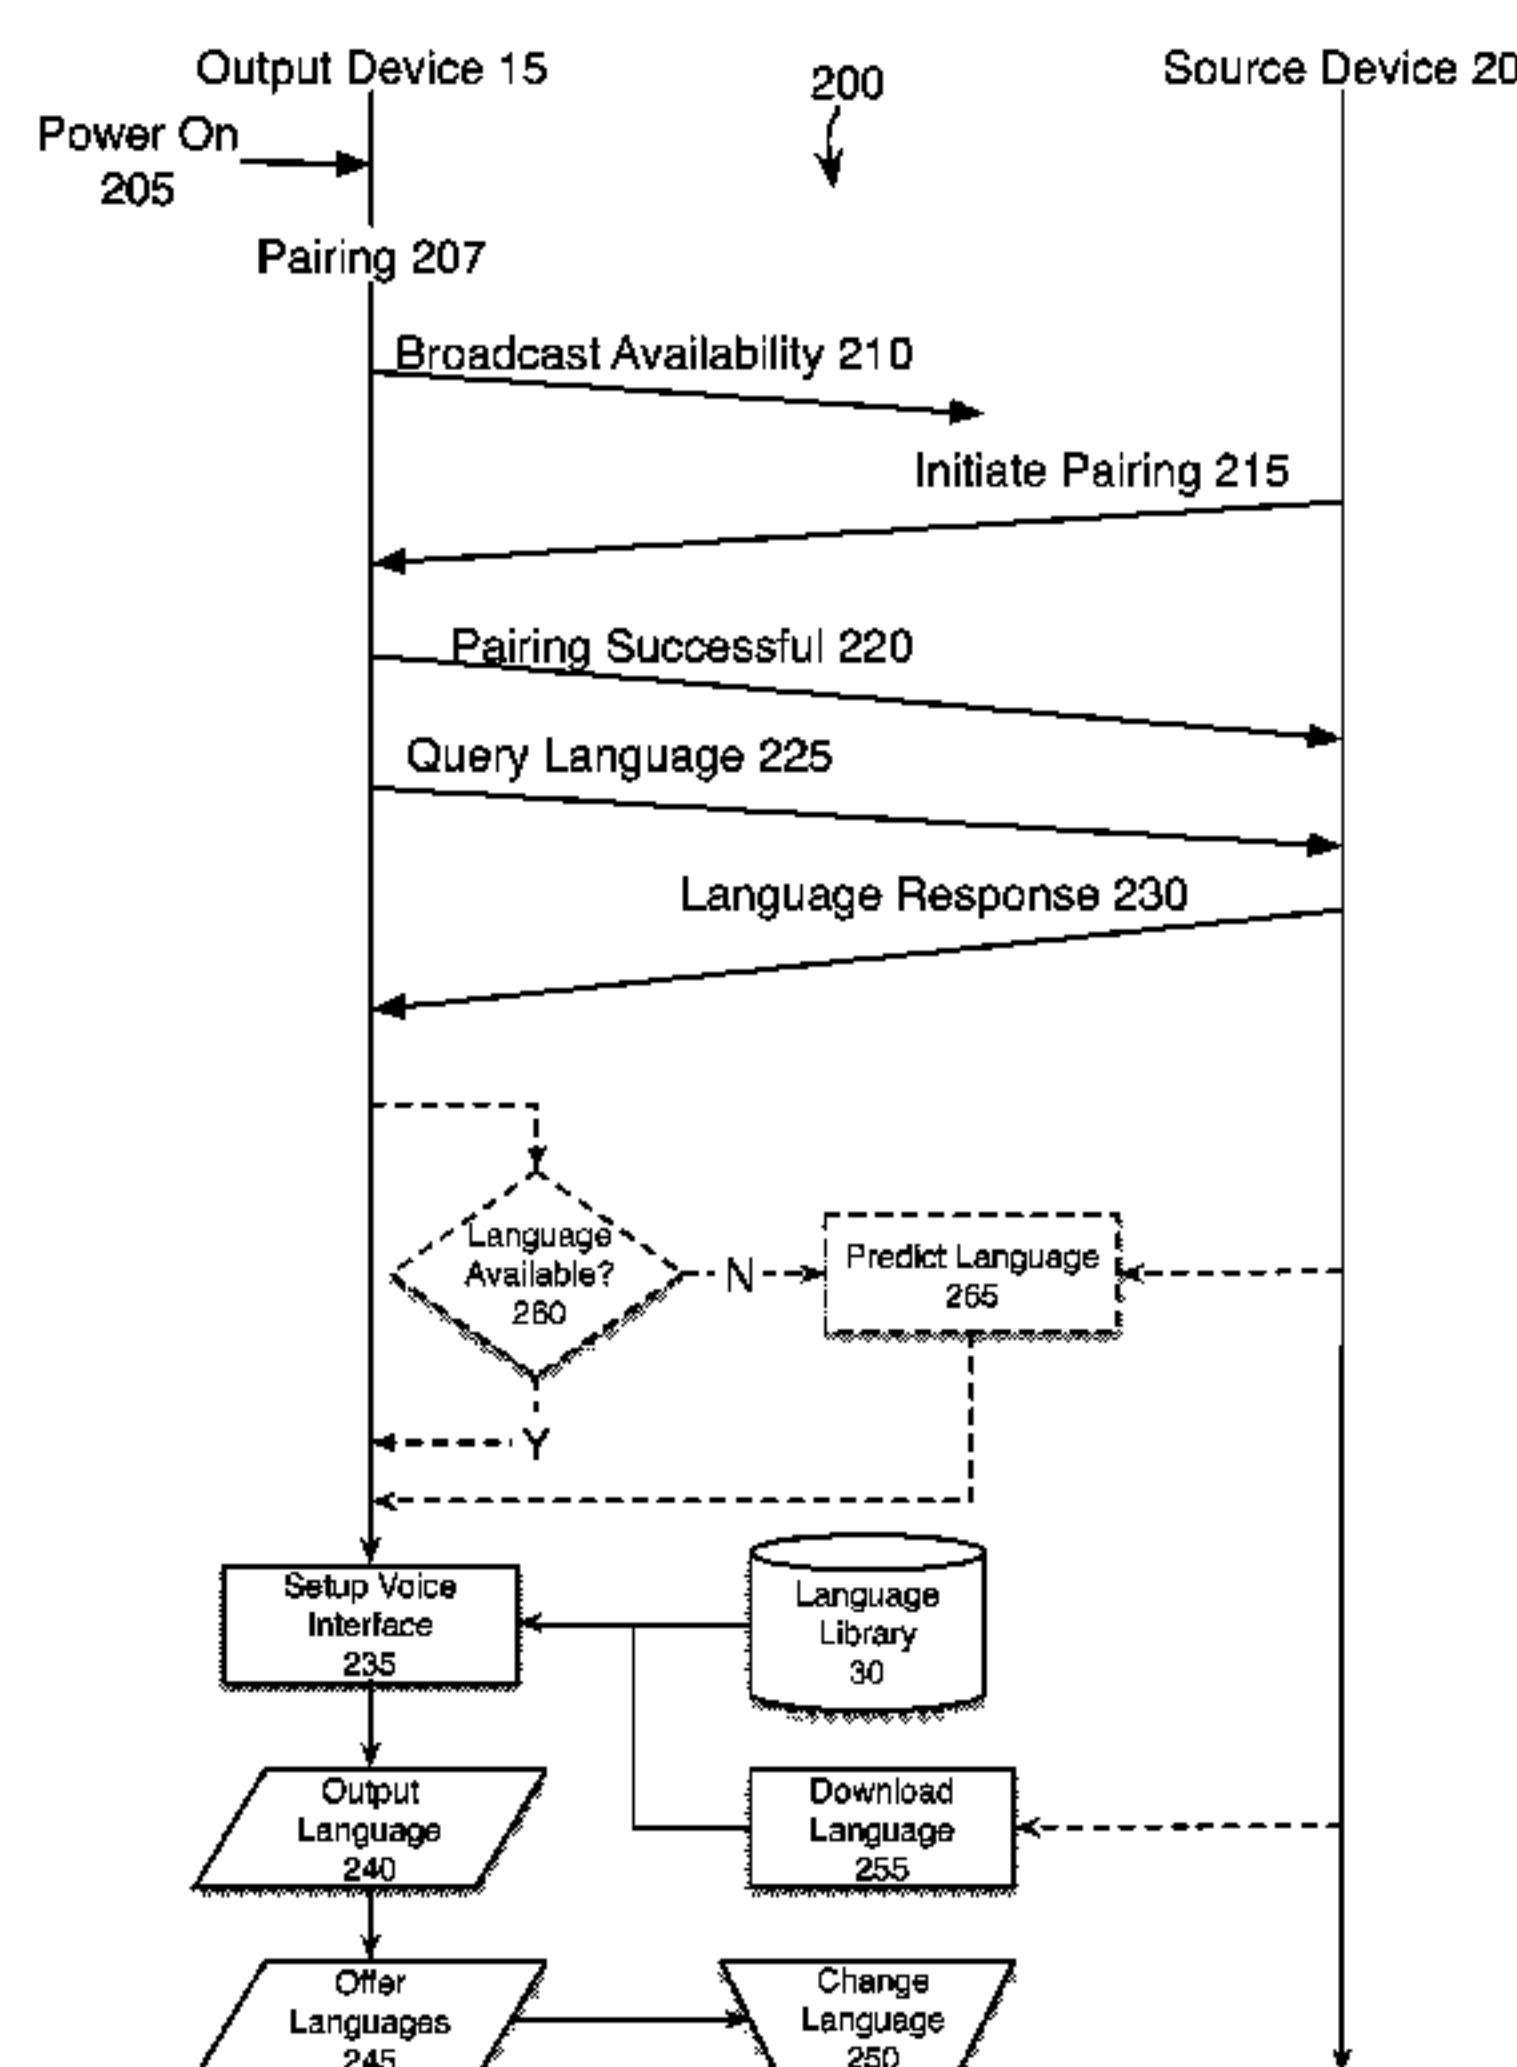 Output Device 15
200
Source Device 20
Power On
205
Pairing 207
Broadcast Availability 210
Initiate Pairing 215
Pairing Successful 220
Query Language 225
Language Response 230
Language
Available?
260
N
Predict Language
265
Y
Setup Voice
Interface
235
Language
Library
30
Output
Language
240
Download
Language
255
Offer
Languages
245
Change
Language
250